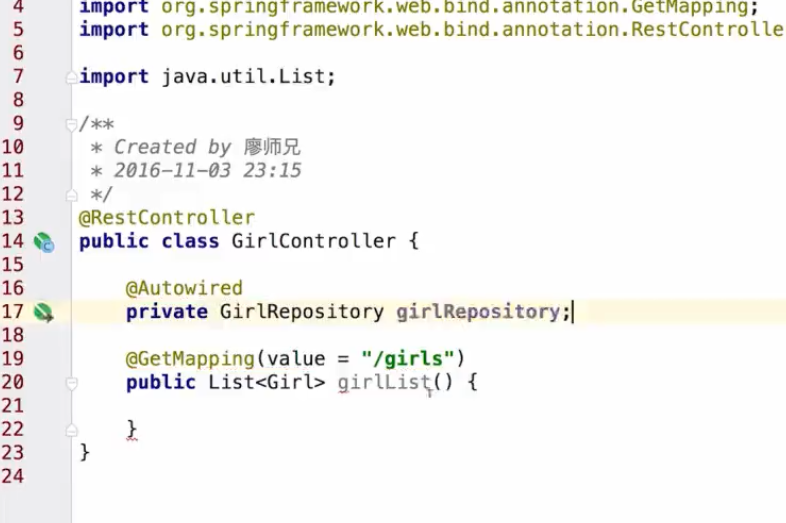 4 import org.springframework.web.bind.annotation.GetMapping;
5 import org.springframework.web.bind.annotation.RestControlle
6
7 import java.util.List;
8
9 /**
10 * Created by 廖师兄
11 * 2016-11-03 23:15
12 */
13 @RestController
14 public class GirlController {
15
16 @Autowired
17 private GirlRepository girlRepository;
18
19 @GetMapping(value = "/girls")
20 public List<Girl> girlList() {
21
22 }
23 }
24